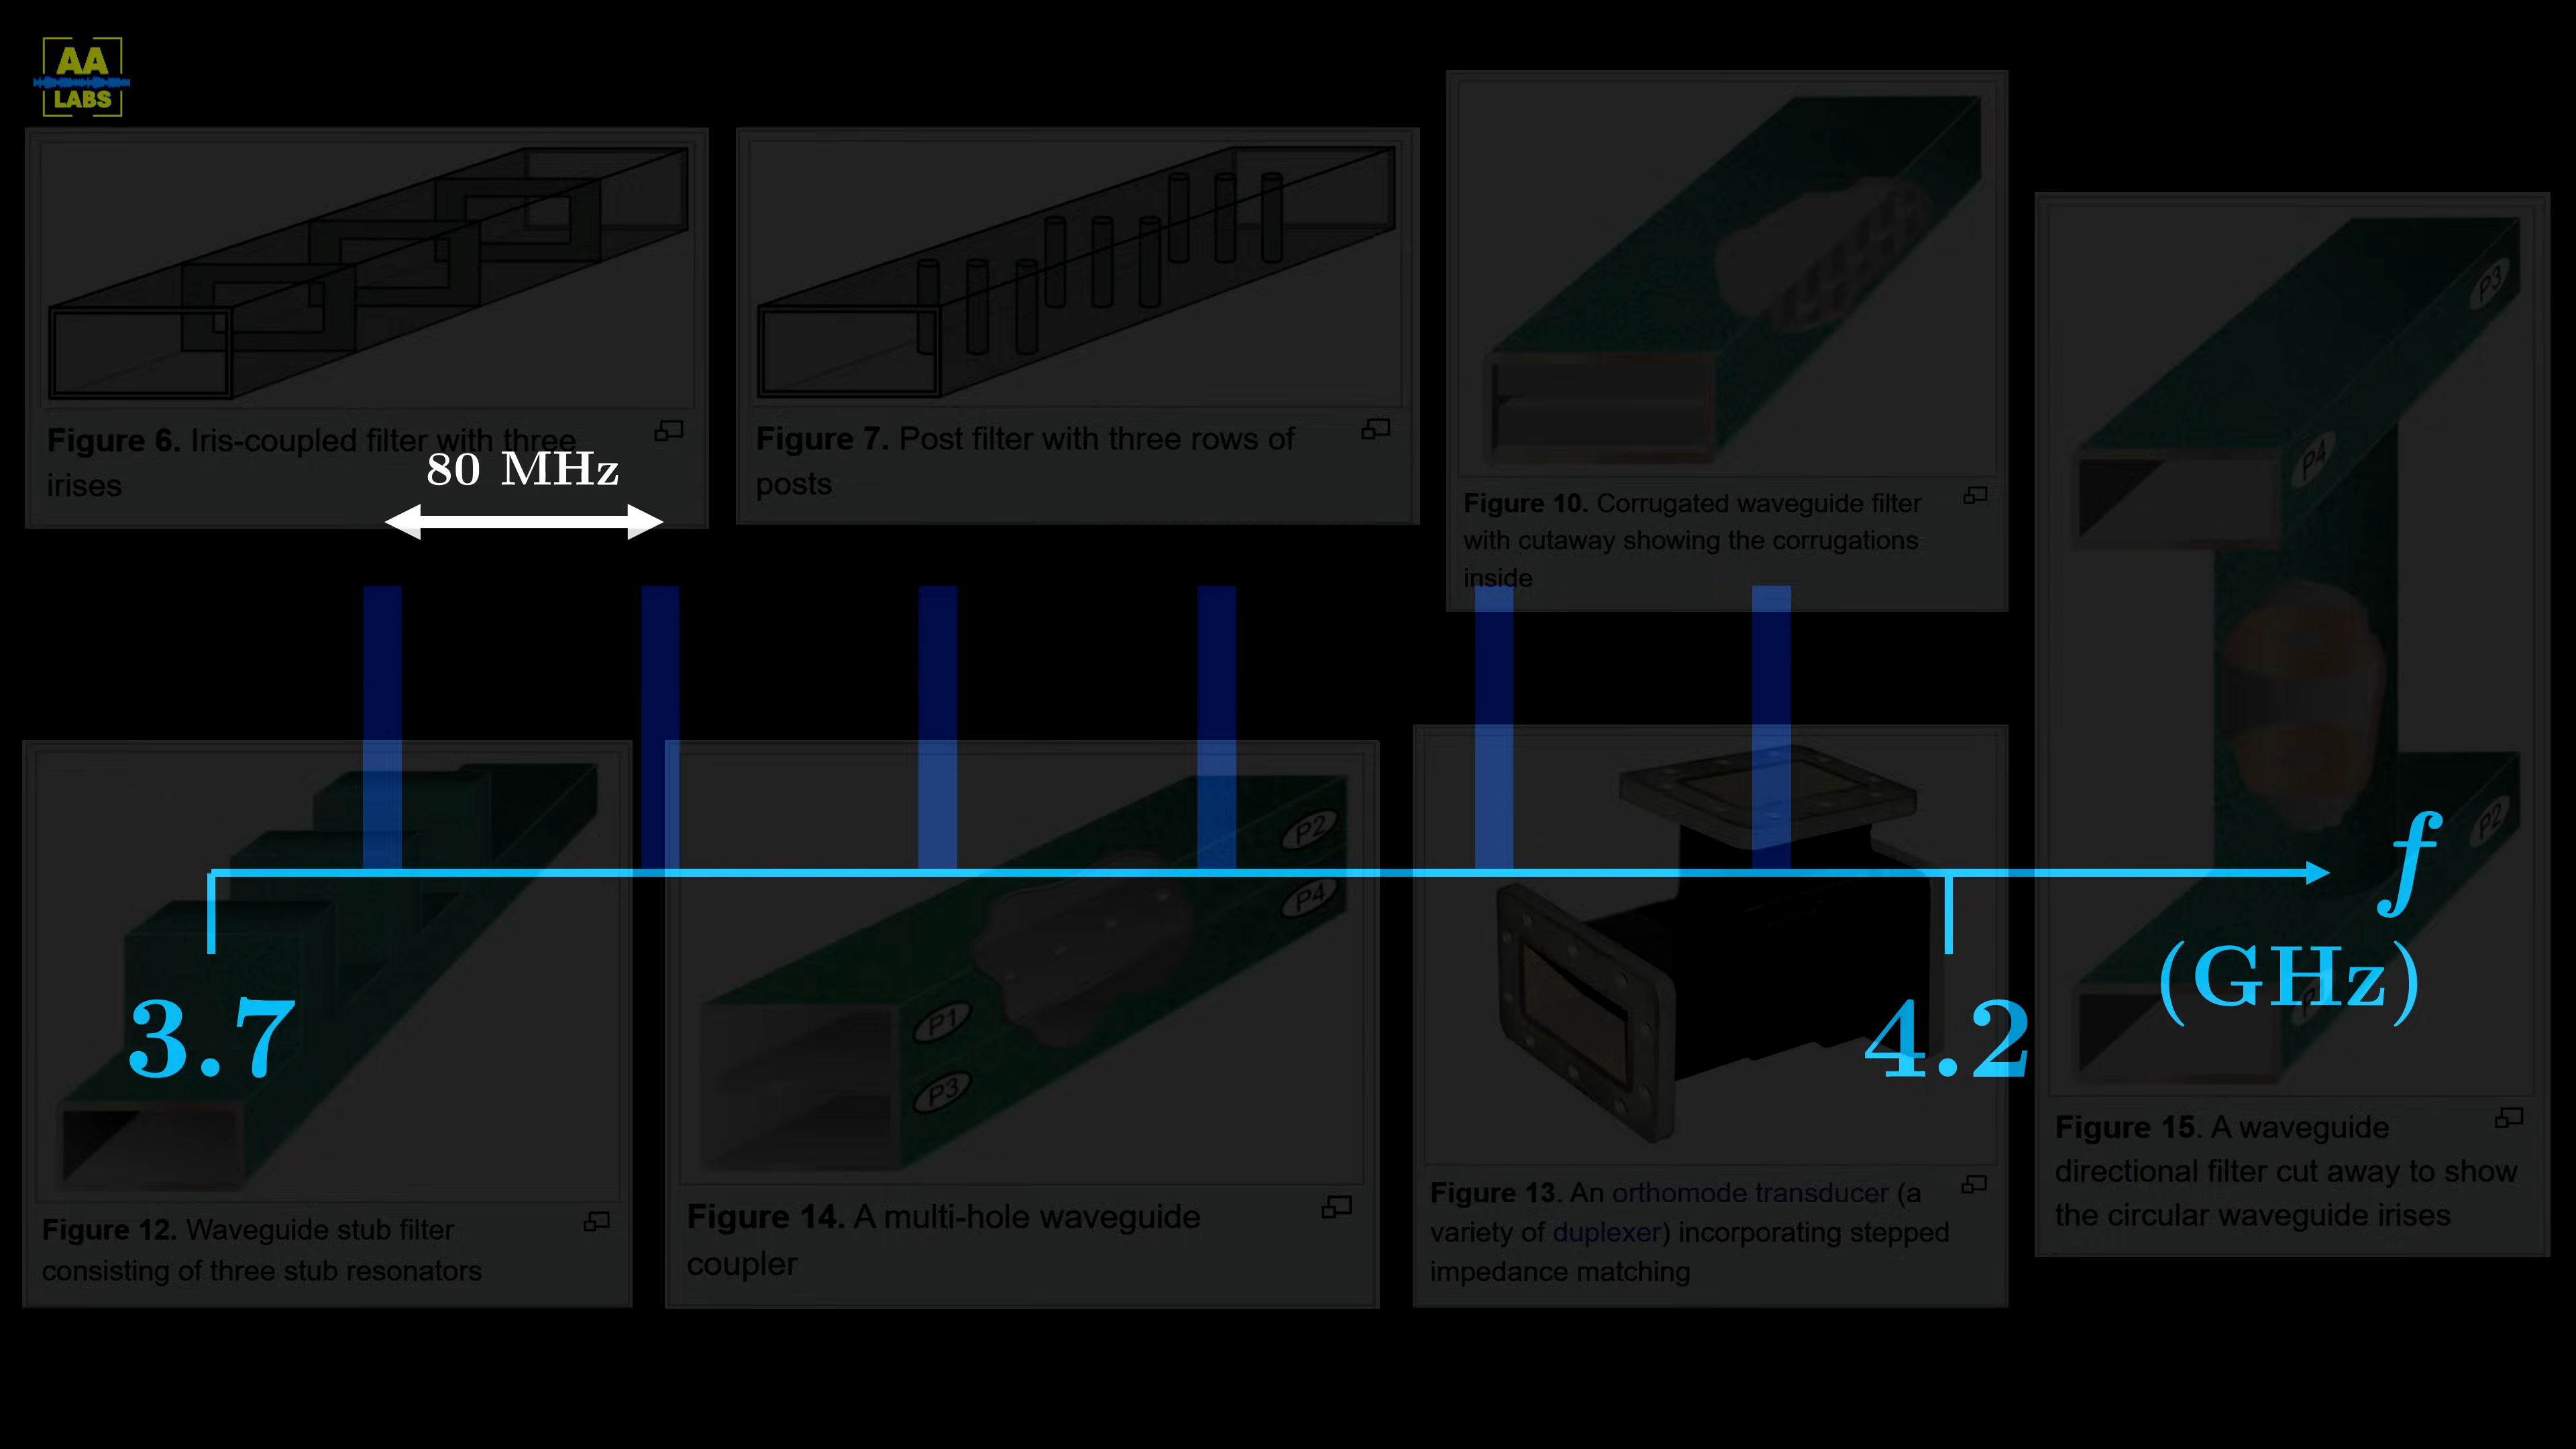 AA
LABS
Figure 6. Iris-coupled filter with three
irises
Figure 7. Post filter with three rows of
posts
Figure 10. Corrugated waveguide filter
with cutaway showing the corrugations
inside
80 MHz
P3
P4
P2
f
(GHz)
3.7
4.2
P2
P4
P1
P3
Figure 12. Waveguide stub filter
consisting of three stub resonators
Figure 14. A multi-hole waveguide
coupler
Figure 13. An orthomode transducer (a
variety of duplexer) incorporating stepped
impedance matching
Figure 15. A waveguide
directional filter cut away to show
the circular waveguide irises